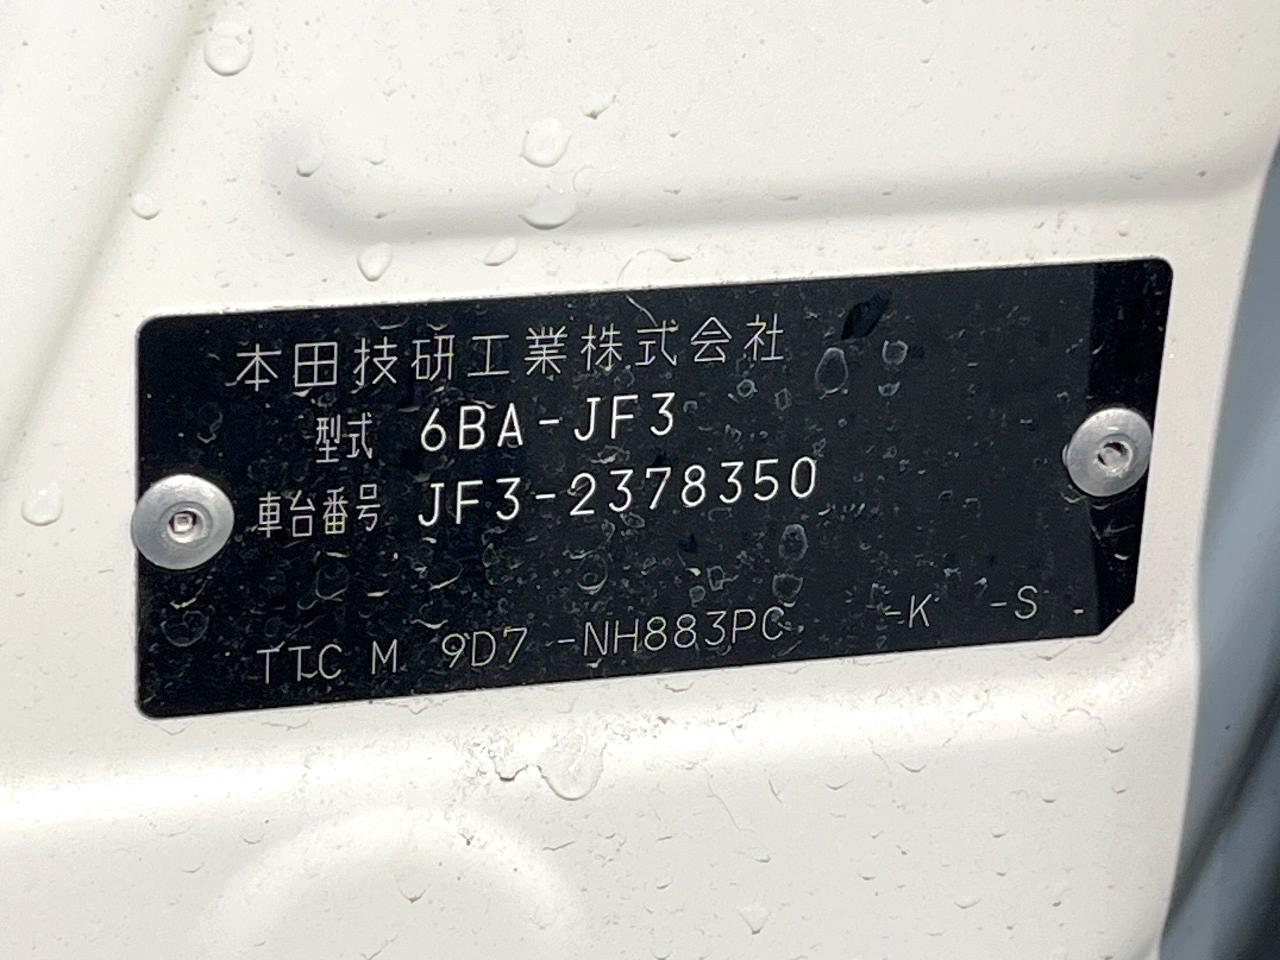 本田技研工業株式会社
型式 6BA-JF3
車台番号 JF3-2378350
TTC M 9D7 -NH883PC -K -S -